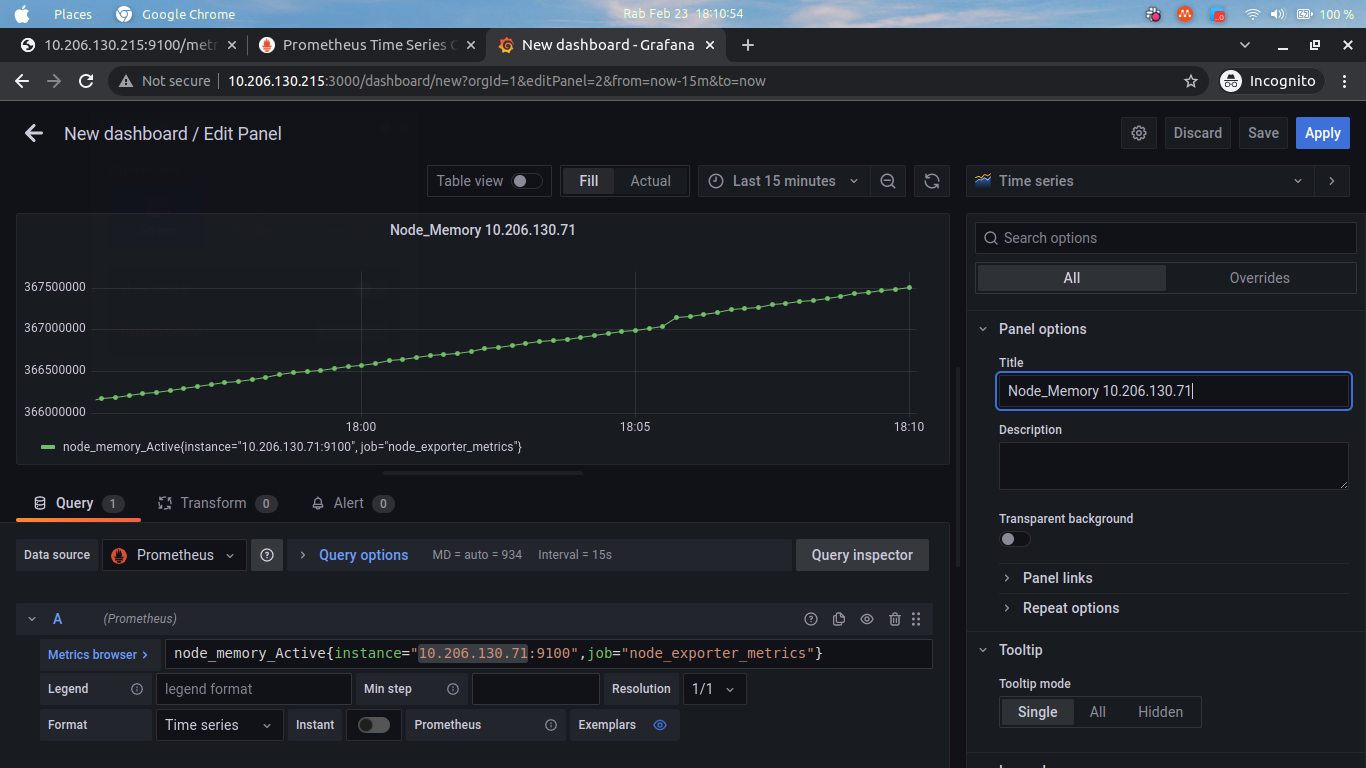 Places Google Chrome Rab Feb 23 18:10:54 100 %
10.206.130.215:9100/metr Prometheus Time Series C New dashboard - Grafana
Not secure 10.206.130.215:3000/dashboard/new?orgId=1&editPanel=2&from=now-15m&to=now Incognito
New dashboard / Edit Panel Discard Save Apply
Table view Fill Actual Last 15 minutes Time series
Node_Memory 10.206.130.71
367500000
367000000
366500000
366000000
18:00 18:05 18:10
node_memory_Active{instance="10.206.130.71:9100", job="node_exporter_metrics"}
Query 1 Transform 0 Alert 0
Data source Prometheus Query options MD = auto = 934 Interval = 15s Query inspector
A (Prometheus)
Metrics browser > node_memory_Active{instance="10.206.130.71:9100",job="node_exporter_metrics"}
Legend legend format Min step Resolution 1/1
Format Time series Instant Prometheus Exemplars
Search options
All Overrides
Panel options
Title
Node_Memory 10.206.130.71
Description
Transparent background
Panel links
Repeat options
Tooltip
Tooltip mode
Single All Hidden